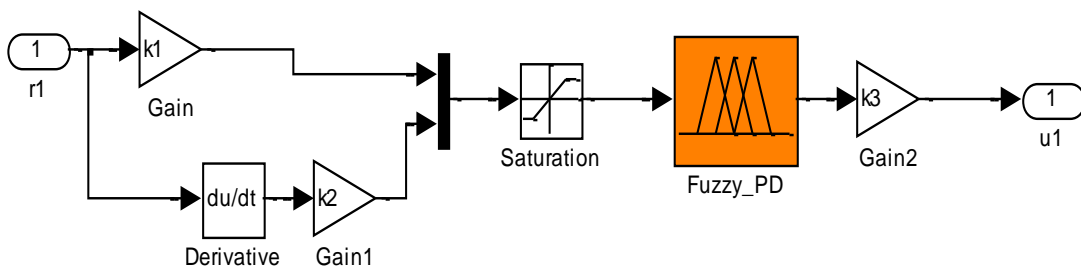 1
r1
k1
Gain
du/dt
Derivative
k2
Gain1
Saturation
Fuzzy_PD
k3
Gain2
1
u1